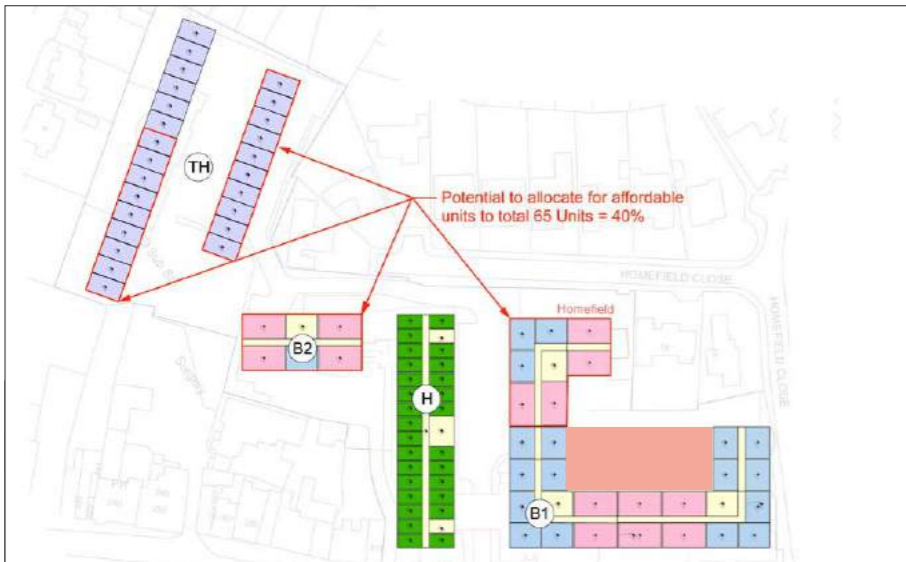 TH
Potential to allocate for affordable
units to total 65 Units = 40%
HOMEFIELD CLOSE
Homefield
HOMEFIELD CLOSE
B2
Surgery
H
B1